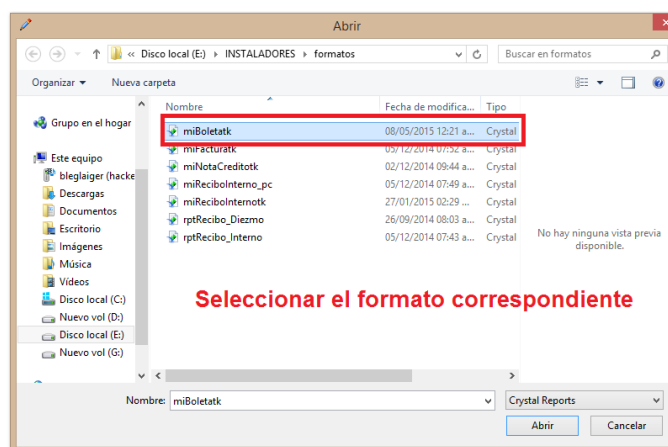 Abrir
« Disco local (E:) › INSTALADORES › formatos
Buscar en formatos
Organizar
Nueva carpeta
Nombre Fecha de modifica... Tipo
miBoletatk 08/05/2015 12:21 a... Crystal
miFacturatk 05/12/2014 07:52 a... Crystal
miNotaCreditotk 02/12/2014 09:44 a... Crystal
miReciboInterno_pc 05/12/2014 07:49 a... Crystal
miReciboInternotk 27/01/2015 02:29 ... Crystal
rptRecibo_Diezmo 26/09/2014 08:03 a... Crystal
rptRecibo_Interno 05/12/2014 07:43 a... Crystal
Grupo en el hogar
Este equipo
bleglaiger (hacke
Descargas
Documentos
Escritorio
Imágenes
Música
Vídeos
Disco local (C:)
Nuevo vol (D:)
Disco local (E:)
Nuevo vol (G:)
No hay ninguna vista previa
disponible.
Seleccionar el formato correspondiente
Nombre: miBoletatk
Crystal Reports
Abrir
Cancelar